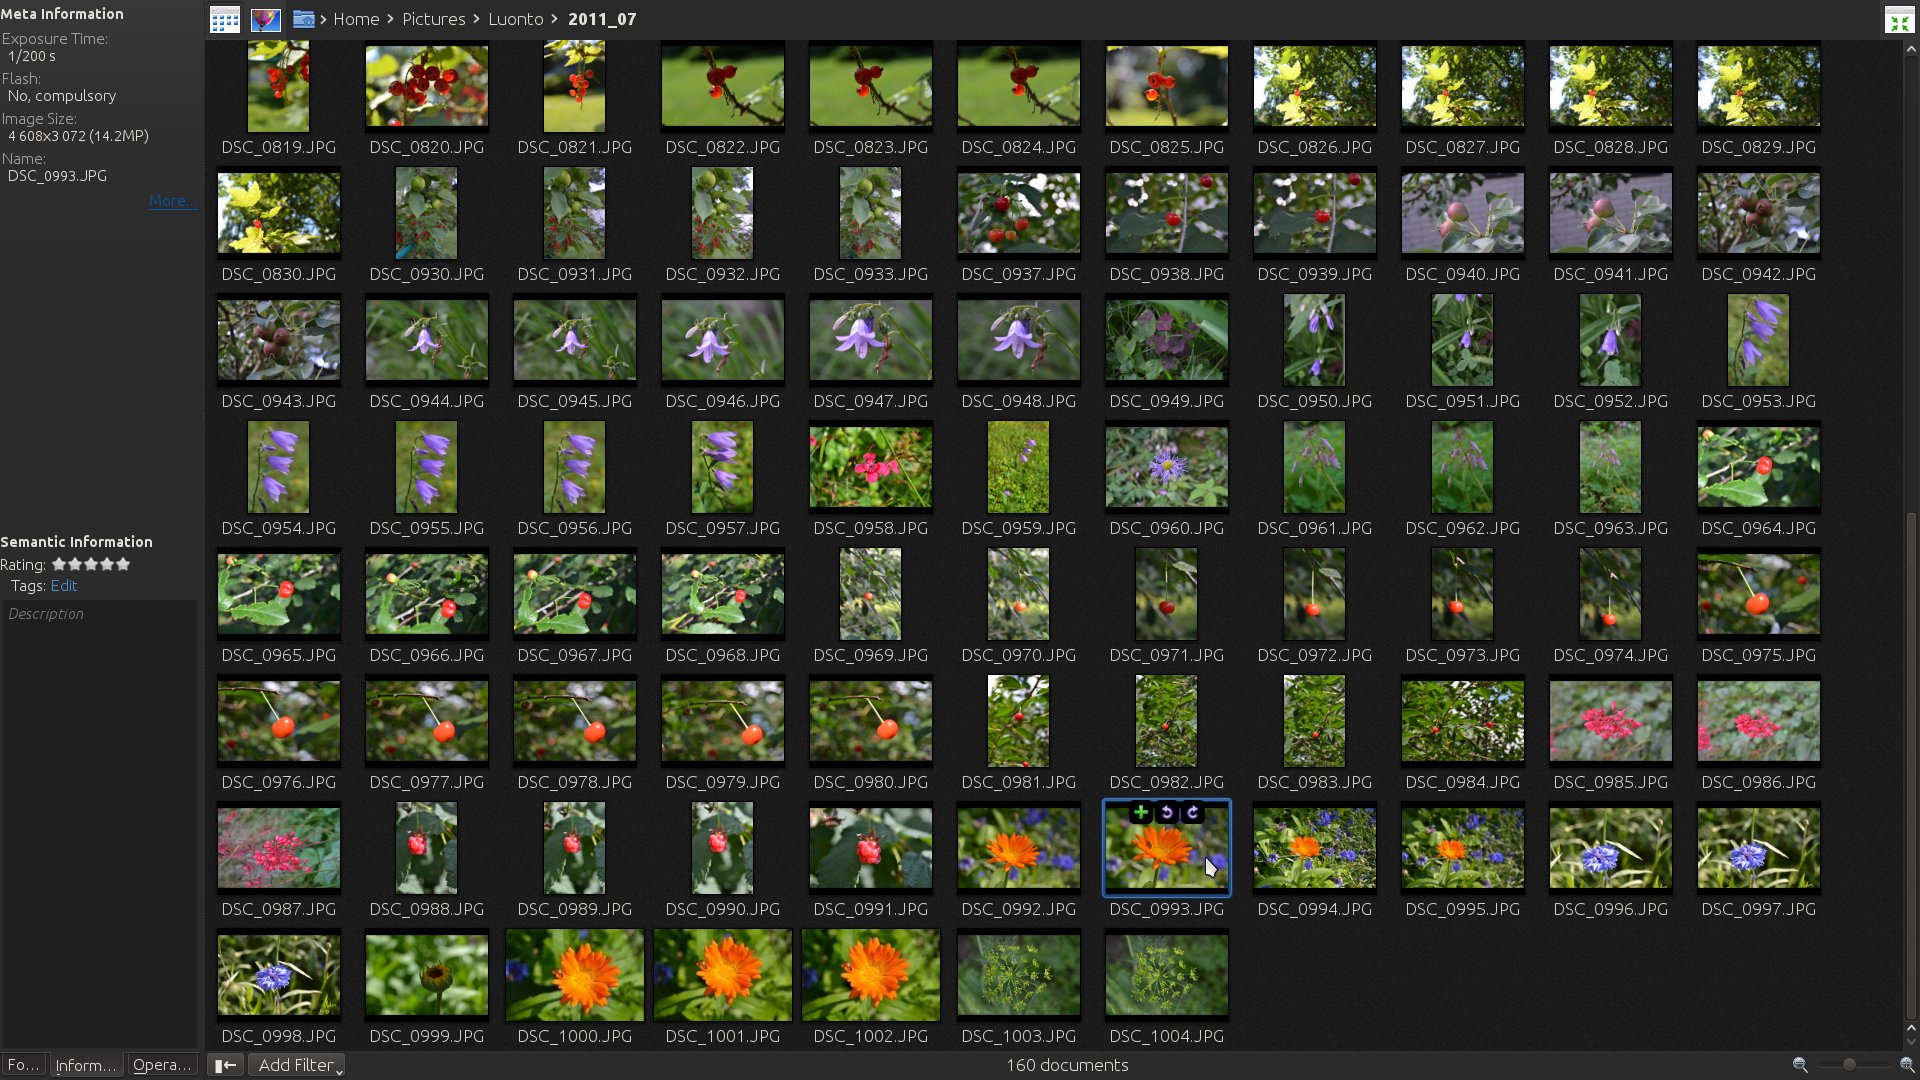 Meta Information
Home > Pictures > Luonto > 2011_07
Exposure Time:
1/200 s
Flash:
No, compulsory
Image Size:
4 608x3 072 (14.2MP)
Name:
DSC_0993.JPG
More...
DSC_0819.JPG DSC_0820.JPG DSC_0821.JPG DSC_0822.JPG DSC_0823.JPG DSC_0824.JPG DSC_0825.JPG DSC_0826.JPG DSC_0827.JPG DSC_0828.JPG DSC_0829.JPG
DSC_0830.JPG DSC_0930.JPG DSC_0931.JPG DSC_0932.JPG DSC_0933.JPG DSC_0937.JPG DSC_0938.JPG DSC_0939.JPG DSC_0940.JPG DSC_0941.JPG DSC_0942.JPG
DSC_0943.JPG DSC_0944.JPG DSC_0945.JPG DSC_0946.JPG DSC_0947.JPG DSC_0948.JPG DSC_0949.JPG DSC_0950.JPG DSC_0951.JPG DSC_0952.JPG DSC_0953.JPG
DSC_0954.JPG DSC_0955.JPG DSC_0956.JPG DSC_0957.JPG DSC_0958.JPG DSC_0959.JPG DSC_0960.JPG DSC_0961.JPG DSC_0962.JPG DSC_0963.JPG DSC_0964.JPG
Semantic Information
Rating:
Tags: Edit
Description
DSC_0965.JPG DSC_0966.JPG DSC_0967.JPG DSC_0968.JPG DSC_0969.JPG DSC_0970.JPG DSC_0971.JPG DSC_0972.JPG DSC_0973.JPG DSC_0974.JPG DSC_0975.JPG
DSC_0976.JPG DSC_0977.JPG DSC_0978.JPG DSC_0979.JPG DSC_0980.JPG DSC_0981.JPG DSC_0982.JPG DSC_0983.JPG DSC_0984.JPG DSC_0985.JPG DSC_0986.JPG
DSC_0987.JPG DSC_0988.JPG DSC_0989.JPG DSC_0990.JPG DSC_0991.JPG DSC_0992.JPG DSC_0993.JPG DSC_0994.JPG DSC_0995.JPG DSC_0996.JPG DSC_0997.JPG
DSC_0998.JPG DSC_0999.JPG DSC_1000.JPG DSC_1001.JPG DSC_1002.JPG DSC_1003.JPG DSC_1004.JPG
Fo... Inform... Opera... Add Filter 160 documents